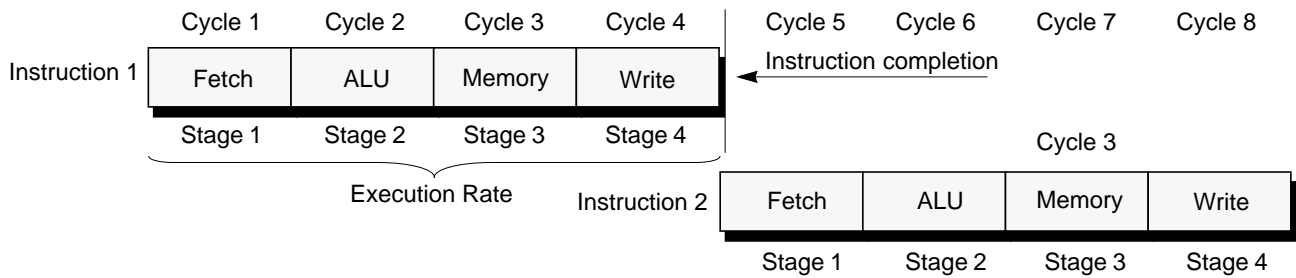 Cycle 1 Cycle 2 Cycle 3 Cycle 4 Cycle 5 Cycle 6 Cycle 7 Cycle 8
Instruction completion
Instruction 1 Fetch ALU Memory Write
Stage 1 Stage 2 Stage 3 Stage 4
Cycle 3
Execution Rate
Instruction 2 Fetch ALU Memory Write
Stage 1 Stage 2 Stage 3 Stage 4